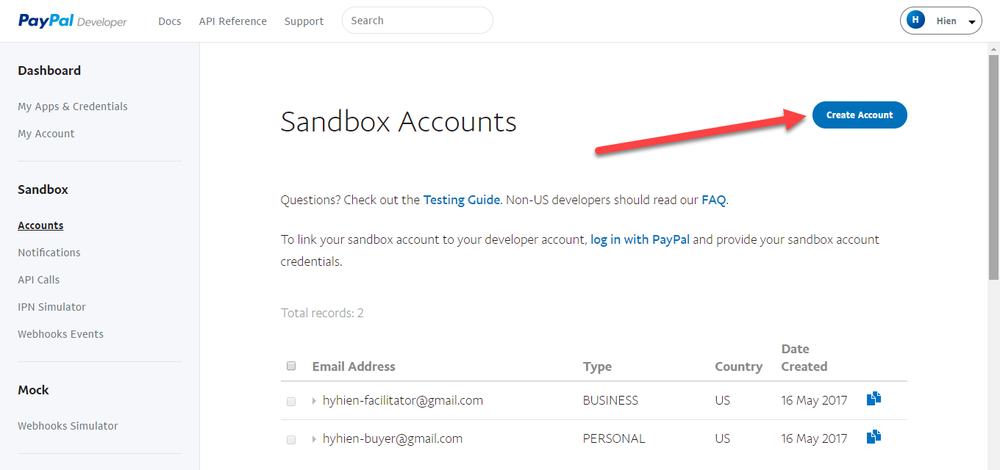 PayPal Developer
Docs
API Reference
Support
Search
H
Hien
Dashboard
My Apps & Credentials
My Account
Sandbox
Accounts
Notifications
API Calls
IPN Simulator
Webhooks Events
Mock
Webhooks Simulator
Sandbox Accounts
Create Account
Questions? Check out the Testing Guide. Non-US developers should read our FAQ.
To link your sandbox account to your developer account, log in with PayPal and provide your sandbox account
credentials.
Total records: 2
Email Address Type Country Date Created
hyhien-facilitator@gmail.com BUSINESS US 16 May 2017
hyhien-buyer@gmail.com PERSONAL US 16 May 2017